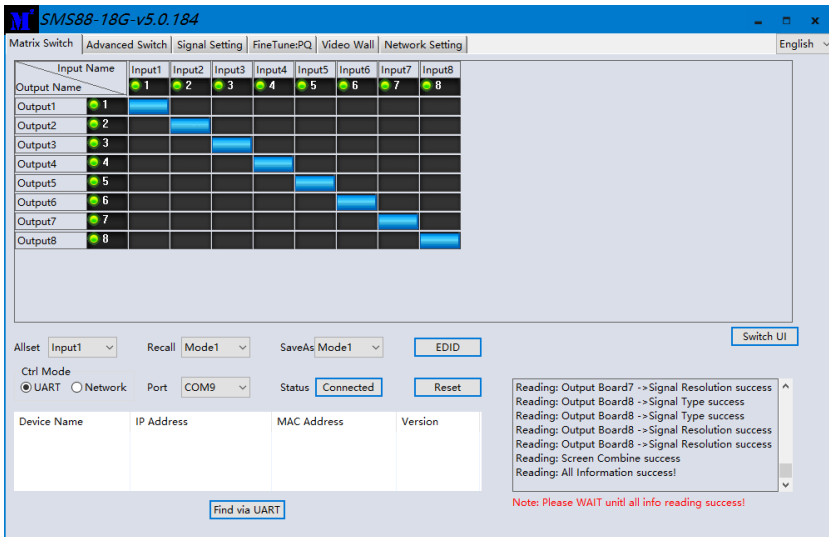 M SMS88-18G-v5.0.184
Matrix Switch Advanced Switch Signal Setting FineTune:PQ Video Wall Network Setting English
Input Name Input1 Input2 Input3 Input4 Input5 Input6 Input7 Input8
Output Name 1 2 3 4 5 6 7 8
Output1 1
Output2 2
Output3 3
Output4 4
Output5 5
Output6 6
Output7 7
Output8 8
Switch UI
Allset Input1 Recall Mode1 SaveAs Mode1 EDID
Ctrl Mode
UART Network Port COM9 Status Connected Reset
Device Name IP Address MAC Address Version
Find via UART
Reading: Output Board7 ->Signal Resolution success
Reading: Output Board8 ->Signal Type success
Reading: Output Board8 ->Signal Type success
Reading: Output Board8 ->Signal Resolution success
Reading: Output Board8 ->Signal Resolution success
Reading: Screen Combine success
Reading: All Information success!
Note: Please WAIT unitl all info reading success!